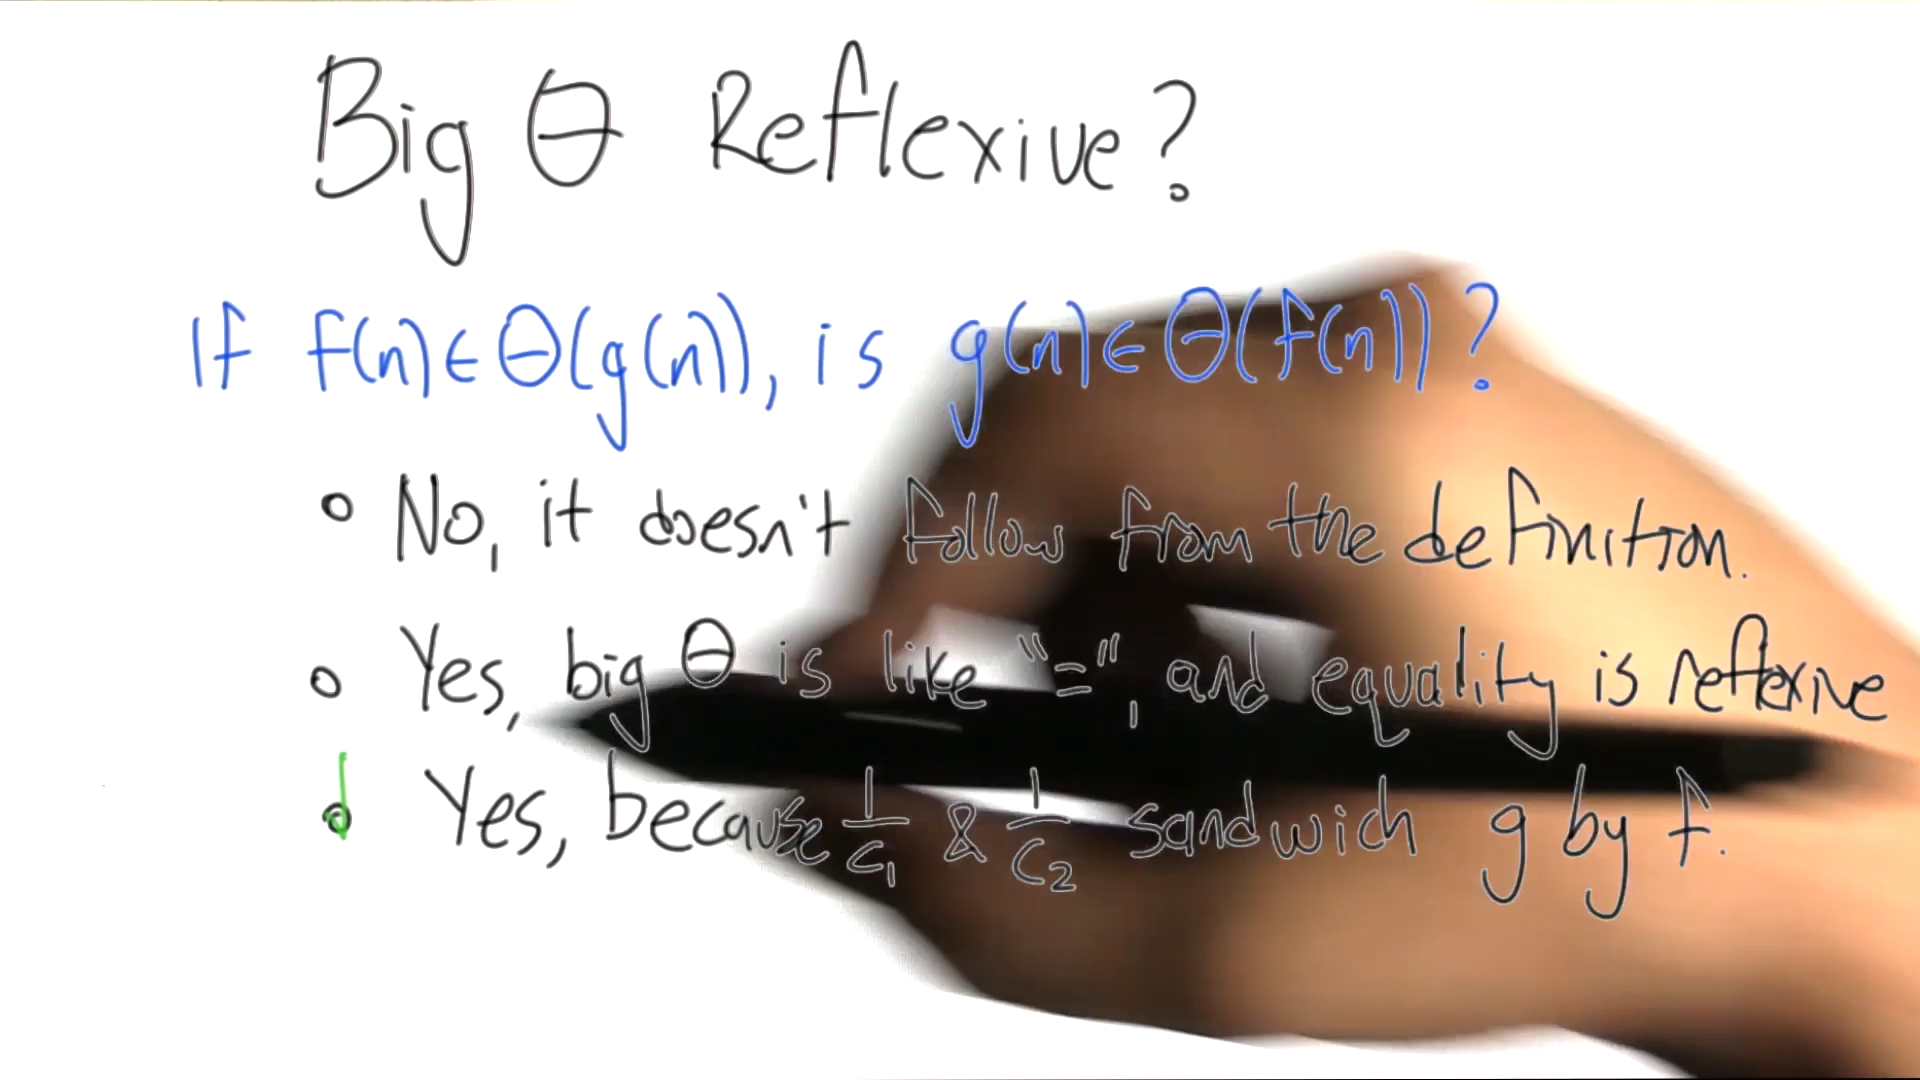 Big Θ Reflexive?
If f(n) ∈ Θ(g(n)), is g(n) ∈ Θ(f(n))?
No, it doesn't follow from the definition.
Yes, big Θ is like "=", and equality is reflexive
Yes, because 1/c₁ & 1/c₂ sandwich g by f.